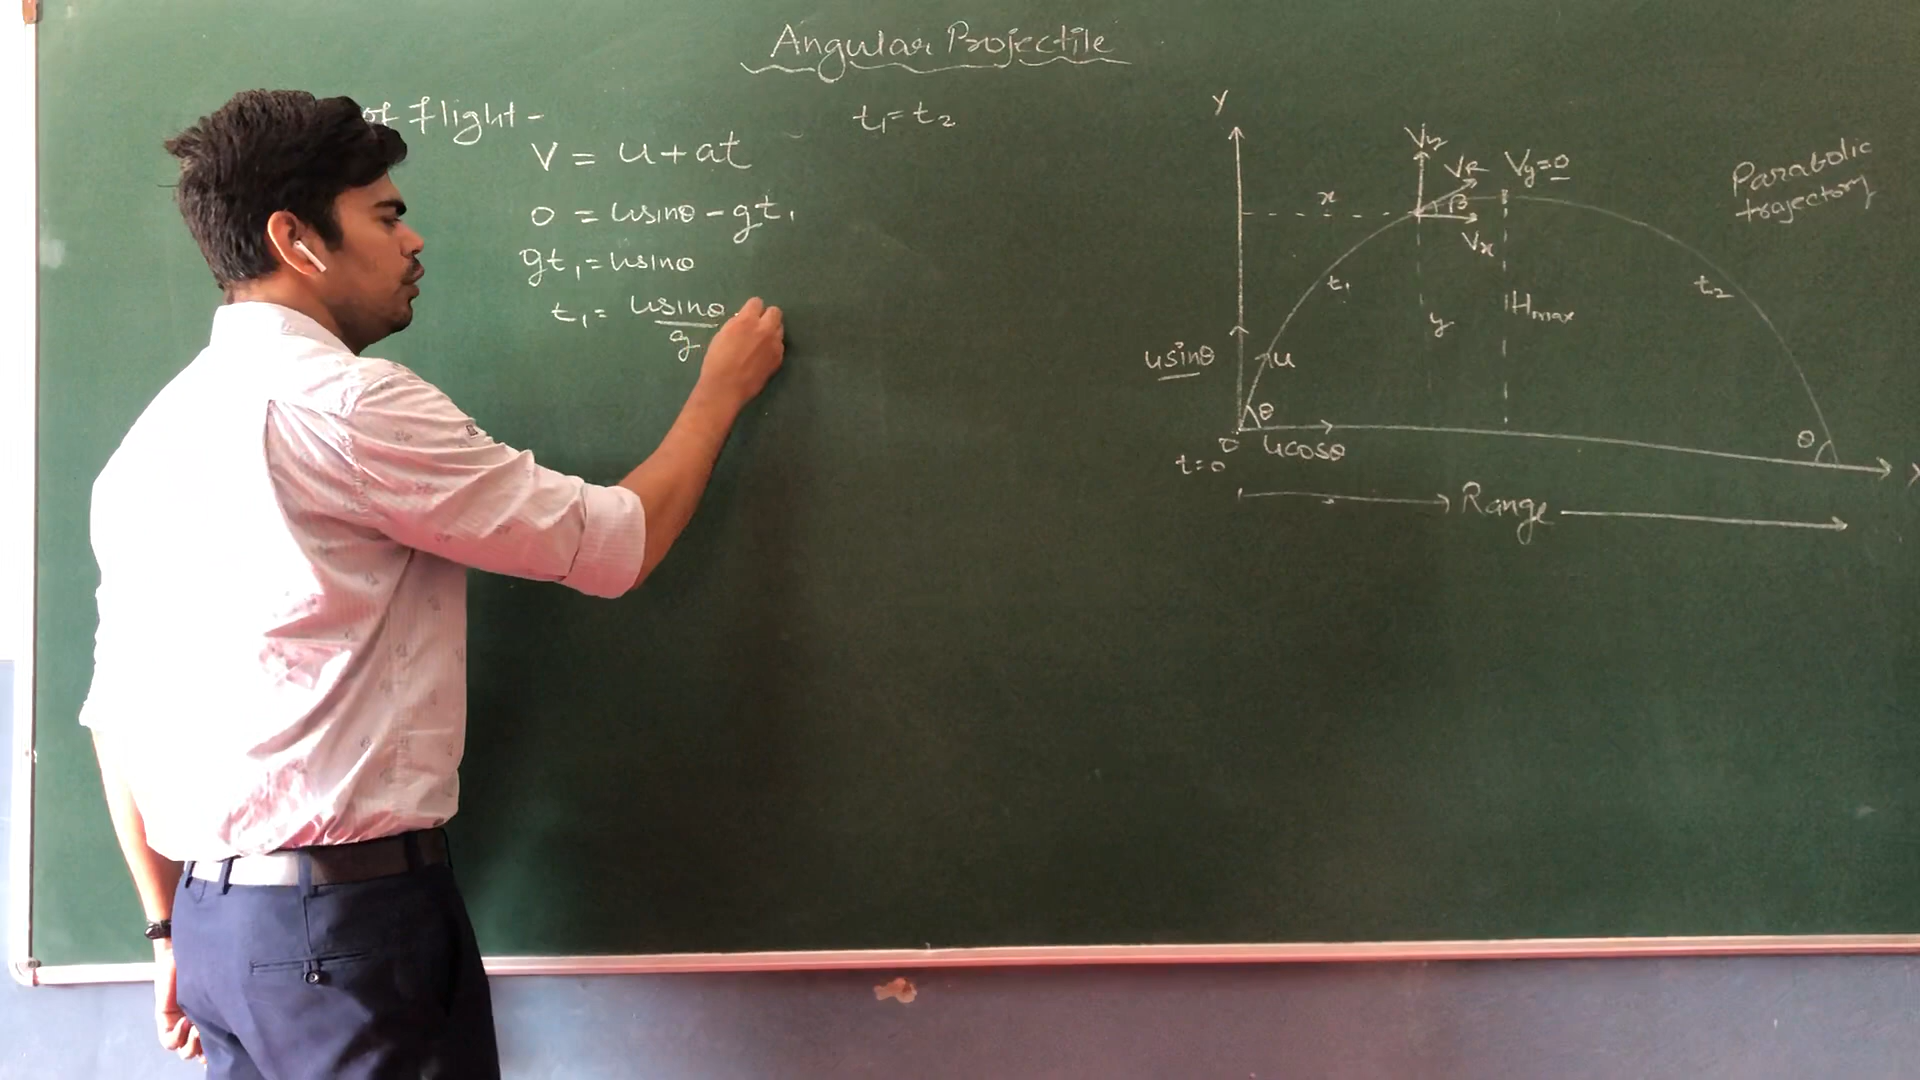 Angular Projectile
of flight-
t₁=t₂
V = u+at
0 = usinθ-gt₁
gt₁=usinθ
t₁= usinθ
g
Y
Vy
VR
Vy=0
Parabolic
trajectory
x
β
Vx
t₁
t₂
Hmax
y
usinθ
u
θ
θ
0
ucosθ
t=0
Range